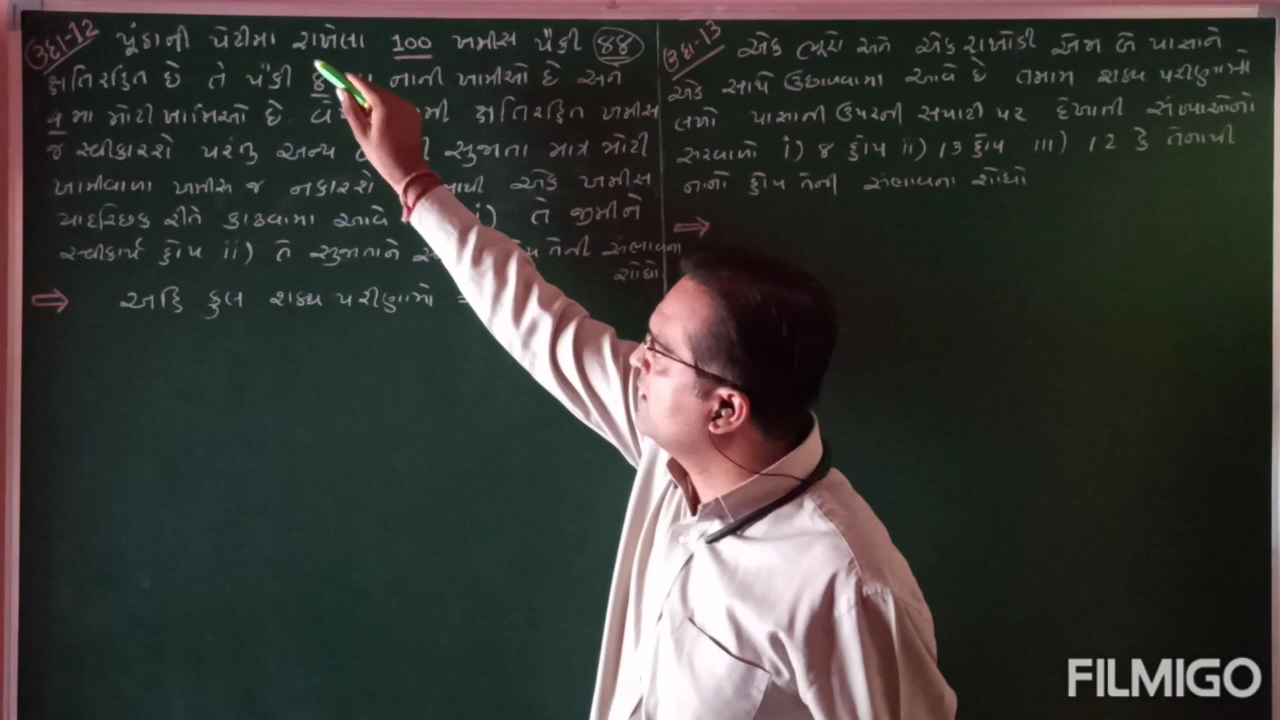 ઉદા-12 પૂંઠાની પેટીમા રાખેલા 100 ખમીસ પૈકી 88
ક્ષતિરહિત છે તે પૈકી 8 નાની ખામીઓ છે અને
4 મા મોટી ખામિઓ છે ક્ષતિરહિત ખમીસ
જ સ્વીકારશે પરંતુ અન્ય સુજાતા માત્ર મોટી
ખામીવાળા ખમીસ જ નકારશે એક ખમીસ
યાદચ્છિક રીતે કાઢવામા આવે i) તે જીમીને
સ્વીકાર્ય હોય ii) તે સુજાતાને તેની સંભાવના
શોધો
⇒ અહિ કુલ શક્ય પરીણામો =
ઉદા-13 એક ભૂરો અને એક રાખોડી એમ બે પાસાને
એક સાથે ઉછાળવામા આવે છે તમામ શક્ય પરીણામો
લખો પાસાની ઉપરની સપાટી પર દેખાતી સંખ્યાઓનો
સરવાળો i) 8 હોય ii) 13 હોય iii) 12 કે તેનાથી
નાનો હોય તેની સંભાવના શોધો
⇒
FILMIGO